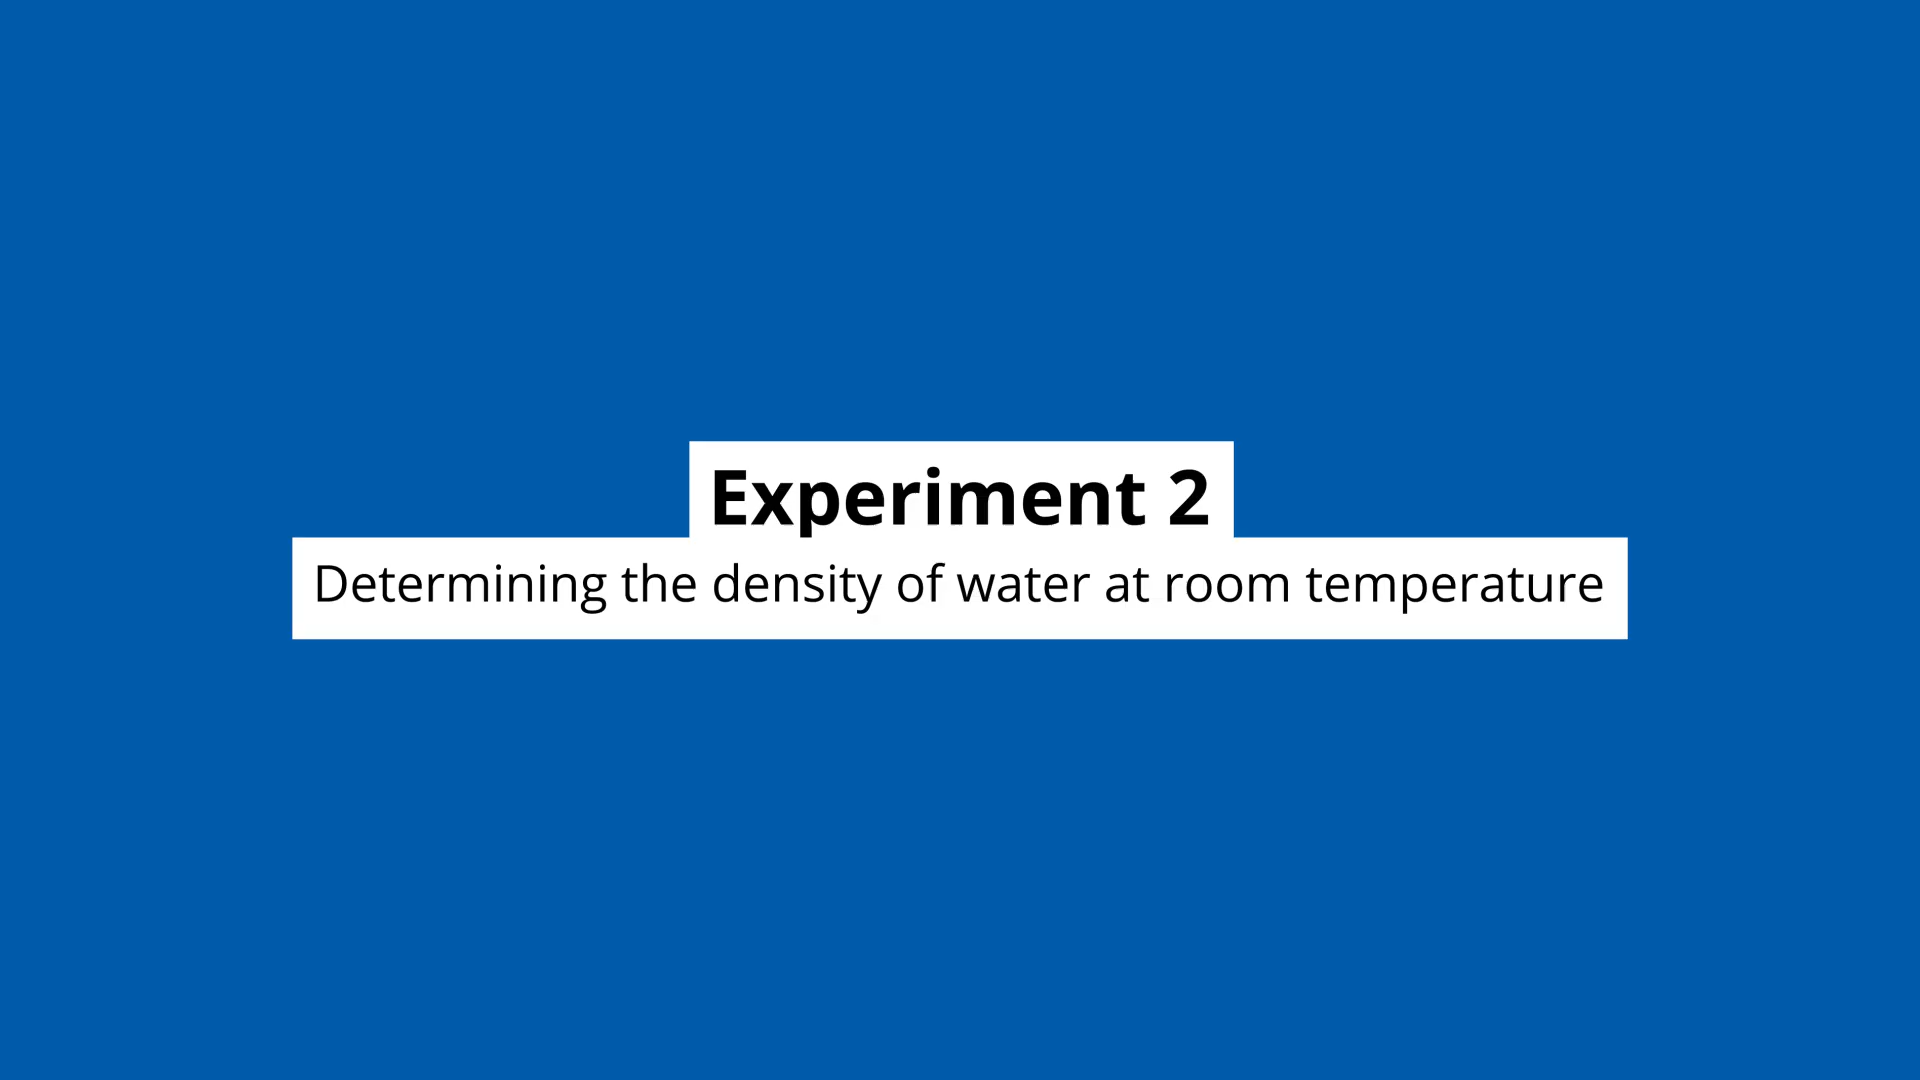 Experiment 2
Determining the density of water at room temperature